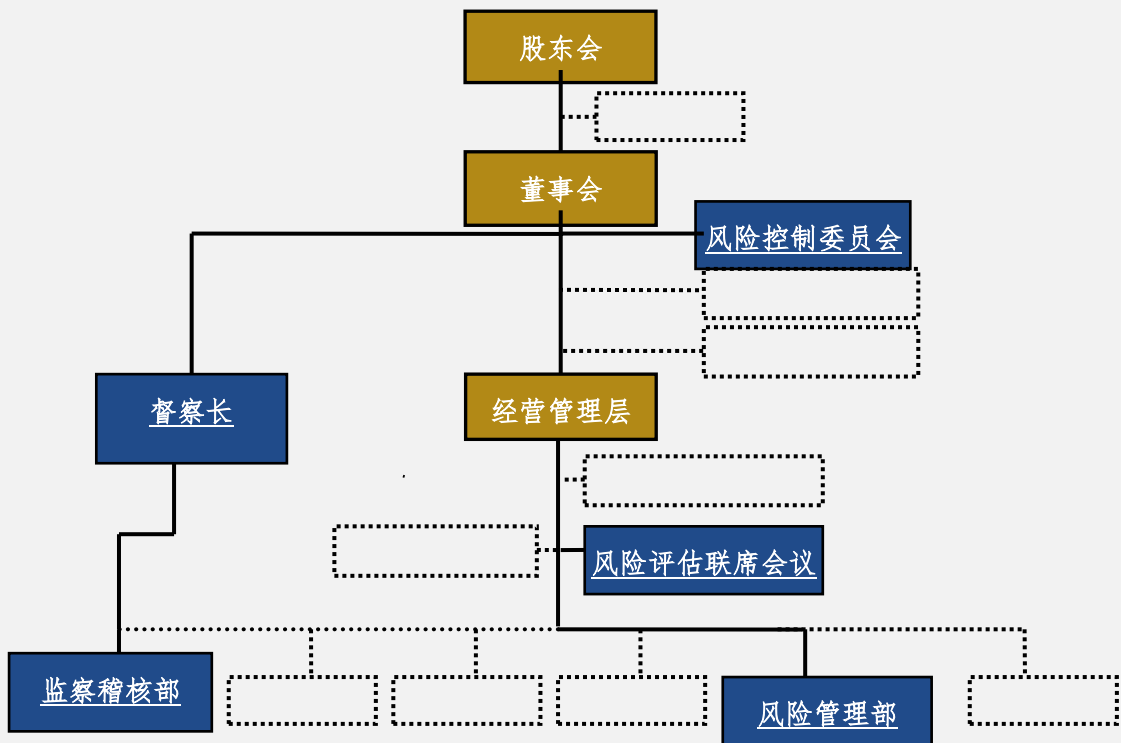 股东会
董事会
风险控制委员会
督察长
经营管理层
风险评估联席会议
监察稽核部
风险管理部